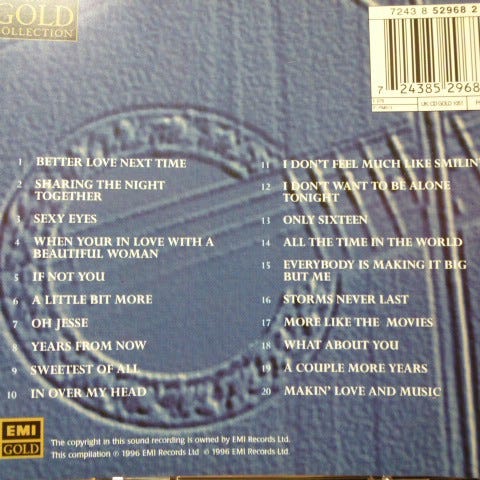 GOLD
COLLECTION
7243 8 52968 2
7 24385 2968
UK: CD GOLD 1051
1 BETTER LOVE NEXT TIME
2 SHARING THE NIGHT
TOGETHER
3 SEXY EYES
4 WHEN YOUR IN LOVE WITH A
BEAUTIFUL WOMAN
5 IF NOT YOU
6 A LITTLE BIT MORE
7 OH JESSE
8 YEARS FROM NOW
9 SWEETEST OF ALL
10 IN OVER MY HEAD
11 I DON'T FEEL MUCH LIKE SMILIN'
12 I DON'T WANT TO BE ALONE
TONIGHT
13 ONLY SIXTEEN
14 ALL THE TIME IN THE WORLD
15 EVERYBODY IS MAKING IT BIG
BUT ME
16 STORMS NEVER LAST
17 MORE LIKE THE MOVIES
18 WHAT ABOUT YOU
19 A COUPLE MORE YEARS
20 MAKIN' LOVE AND MUSIC
EMI
GOLD
The copyright in this sound recording is owned by EMI Records Ltd.
This compilation ℗ 1996 EMI Records Ltd © 1996 EMI Records Ltd.